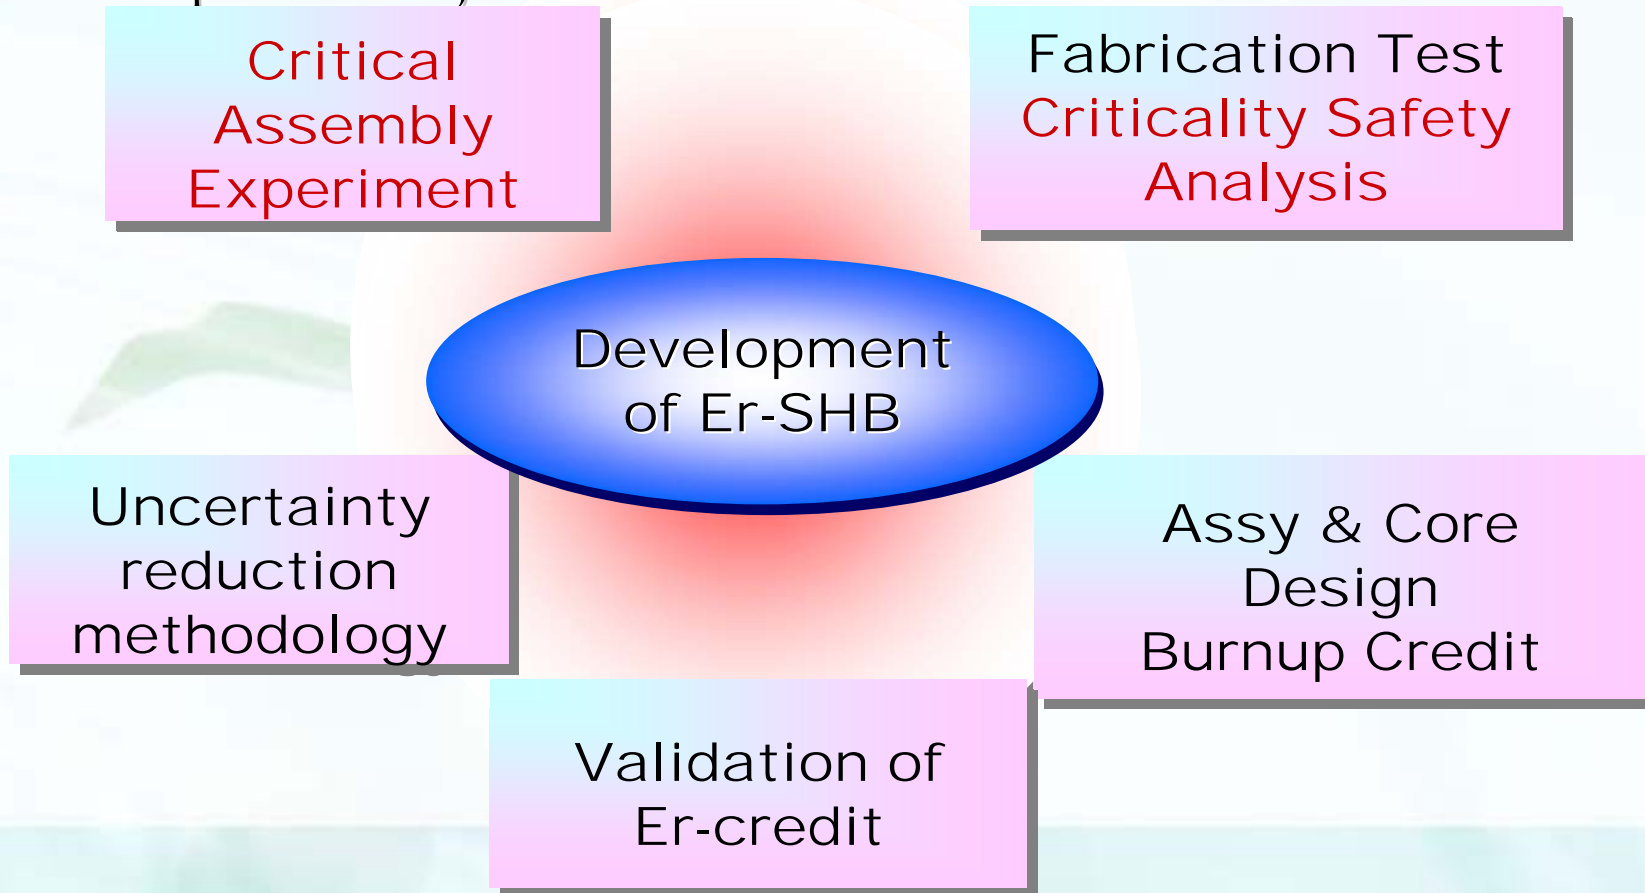 Critical
Assembly
Experiment
Fabrication Test
Criticality Safety
Analysis
Development
of Er-SHB
Uncertainty
reduction
methodology
Assy & Core
Design
Burnup Credit
Validation of
Er-credit